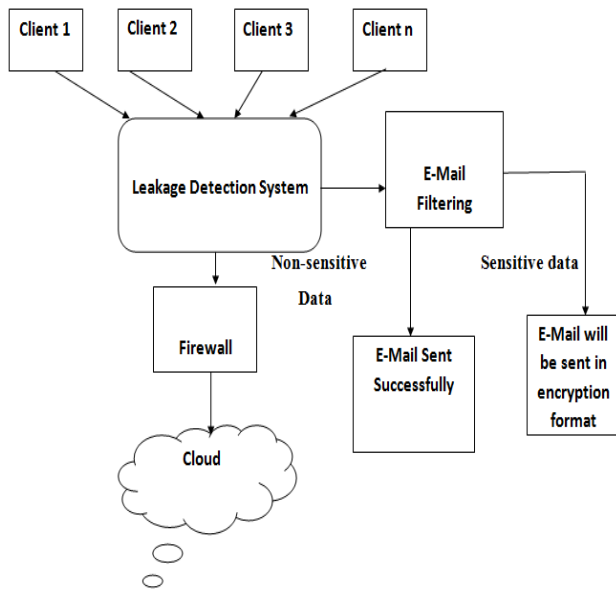 Client 1
Client 2
Client 3
Client n
Leakage Detection System
E-Mail
Filtering
Non-sensitive
Data
Sensitive data
Firewall
E-Mail Sent
Successfully
E-Mail will
be sent in
encryption
format
Cloud